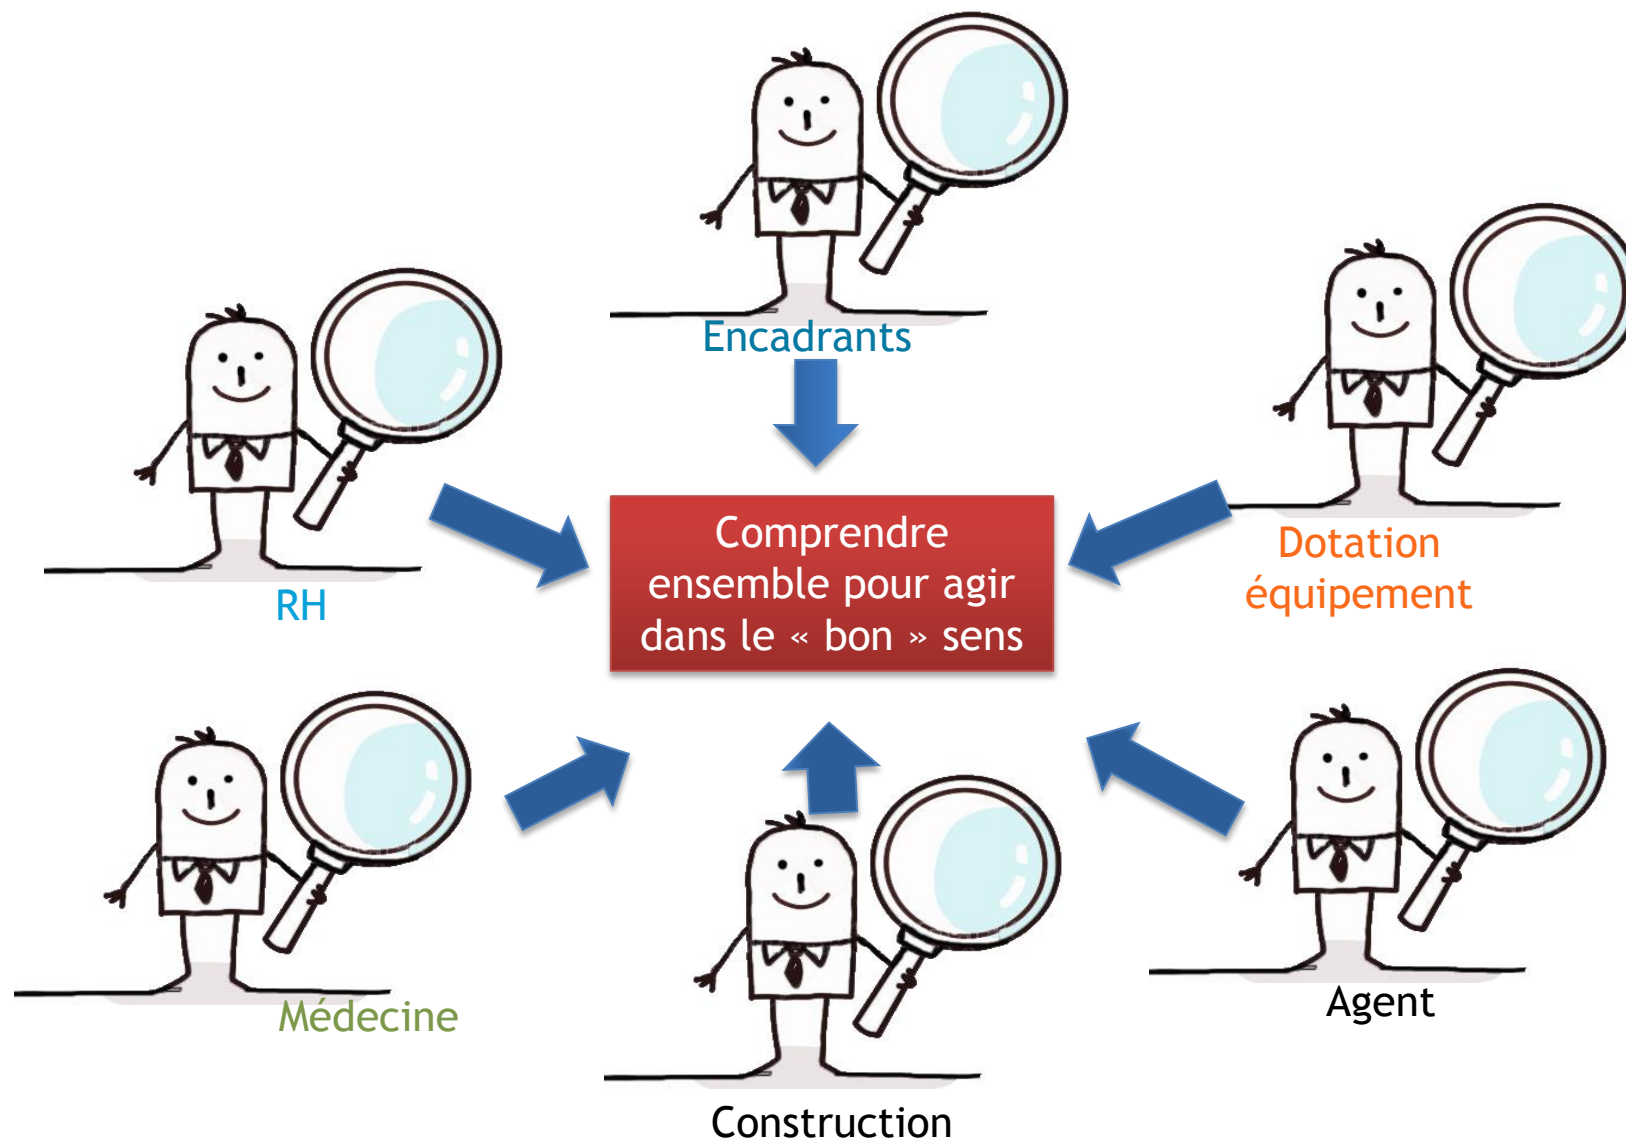 Encadrants
RH
Comprendre
ensemble pour agir
dans le « bon » sens
Dotation
équipement
Médecine
Agent
Construction